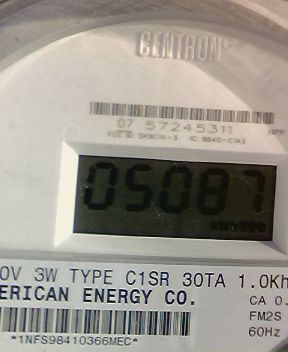 CENTRON®
07 57245311
05087
0V 3W TYPE C1SR 30TA 1.0Kh
ERICAN ENERGY CO.
CA 0.
FM2S
60Hz
*1NFS98410366MEC*